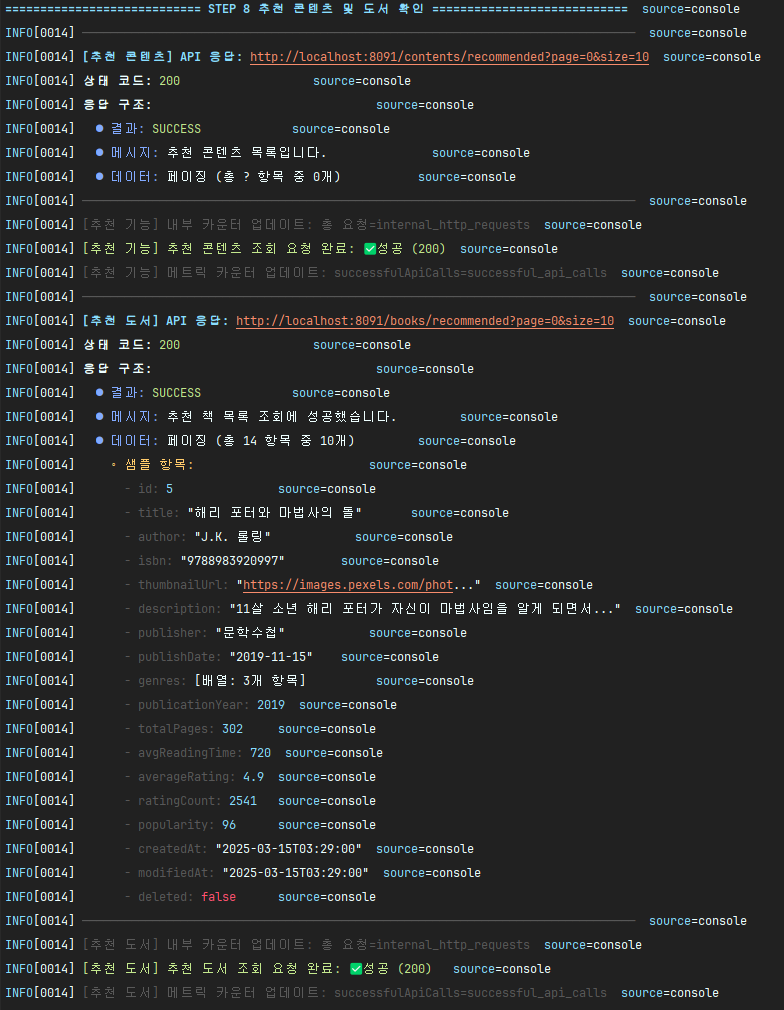 ============================ STEP 8 추천 콘텐츠 및 도서 확인 ============================  source=console
INFO[0014] ─────────────────────────────────────────────────────────────────────────────── source=console
INFO[0014] [추천 콘텐츠] API 응답: http://localhost:8091/contents/recommended?page=0&size=10  source=console
INFO[0014] 상태 코드: 200  source=console
INFO[0014] 응답 구조:  source=console
INFO[0014]   ● 결과: SUCCESS  source=console
INFO[0014]   ● 메시지: 추천 콘텐츠 목록입니다.  source=console
INFO[0014]   ● 데이터: 페이징 (총 ? 항목 중 0개)  source=console
INFO[0014] ─────────────────────────────────────────────────────────────────────────────── source=console
INFO[0014] [추천 기능] 내부 카운터 업데이트: 총 요청=internal_http_requests  source=console
INFO[0014] [추천 기능] 추천 콘텐츠 조회 요청 완료: ✅성공 (200)  source=console
INFO[0014] [추천 기능] 메트릭 카운터 업데이트: successfulApiCalls=successful_api_calls  source=console
INFO[0014] ─────────────────────────────────────────────────────────────────────────────── source=console
INFO[0014] [추천 도서] API 응답: http://localhost:8091/books/recommended?page=0&size=10  source=console
INFO[0014] 상태 코드: 200  source=console
INFO[0014] 응답 구조:  source=console
INFO[0014]   ● 결과: SUCCESS  source=console
INFO[0014]   ● 메시지: 추천 책 목록 조회에 성공했습니다.  source=console
INFO[0014]   ● 데이터: 페이징 (총 14 항목 중 10개)  source=console
INFO[0014]     ◦ 샘플 항목:  source=console
INFO[0014]       - id: 5  source=console
INFO[0014]       - title: "해리 포터와 마법사의 돌"  source=console
INFO[0014]       - author: "J.K. 롤링"  source=console
INFO[0014]       - isbn: "9788983920997"  source=console
INFO[0014]       - thumbnailUrl: "https://images.pexels.com/phot..."  source=console
INFO[0014]       - description: "11살 소년 해리 포터가 자신이 마법사임을 알게 되면서..."  source=console
INFO[0014]       - publisher: "문학수첩"  source=console
INFO[0014]       - publishDate: "2019-11-15"  source=console
INFO[0014]       - genres: [배열: 3개 항목]  source=console
INFO[0014]       - publicationYear: 2019  source=console
INFO[0014]       - totalPages: 302  source=console
INFO[0014]       - avgReadingTime: 720  source=console
INFO[0014]       - averageRating: 4.9  source=console
INFO[0014]       - ratingCount: 2541  source=console
INFO[0014]       - popularity: 96  source=console
INFO[0014]       - createdAt: "2025-03-15T03:29:00"  source=console
INFO[0014]       - modifiedAt: "2025-03-15T03:29:00"  source=console
INFO[0014]       - deleted: false  source=console
INFO[0014] ─────────────────────────────────────────────────────────────────────────────── source=console
INFO[0014] [추천 도서] 내부 카운터 업데이트: 총 요청=internal_http_requests  source=console
INFO[0014] [추천 도서] 추천 도서 조회 요청 완료: ✅성공 (200)  source=console
INFO[0014] [추천 도서] 메트릭 카운터 업데이트: successfulApiCalls=successful_api_calls  source=console